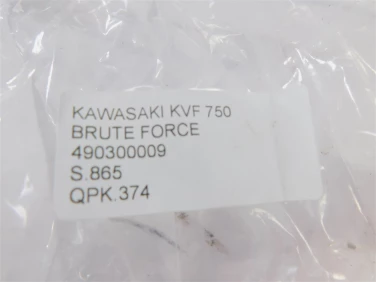 KAWASAKI KVF 750
BRUTE FORCE
490300009
S.865
QPK.374